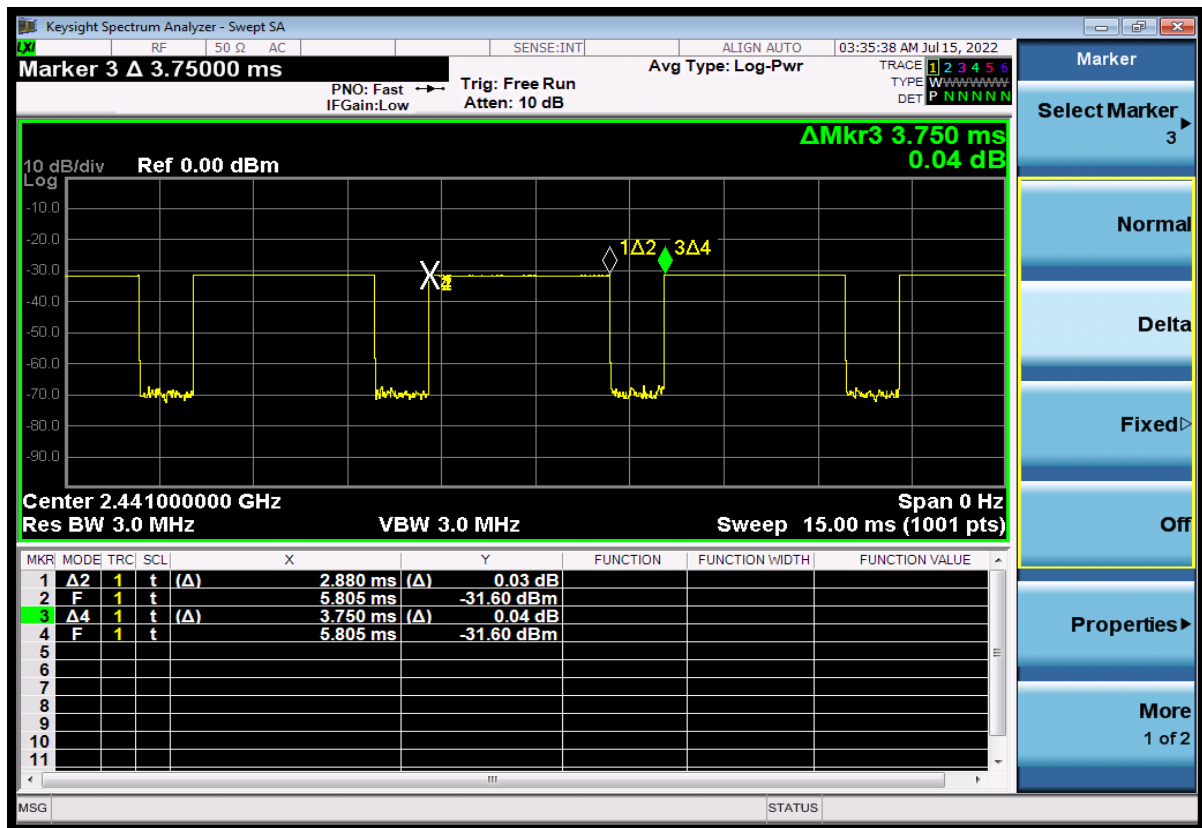 Keysight Spectrum Analyzer - Swept SA
LXI RF 50 Ω AC SENSE:INT ALIGN AUTO 03:35:38 AM Jul 15, 2022
Marker 3 Δ 3.75000 ms
PNO: Fast
IFGain:Low
Trig: Free Run
Atten: 10 dB
Avg Type: Log-Pwr
TRACE 1 2 3 4 5 6
TYPE W W W W W W
DET P N N N N N
ΔMkr3 3.750 ms
0.04 dB
10 dB/div Ref 0.00 dBm
Log
-10.0
-20.0
-30.0
-40.0
-50.0
-60.0
-70.0
-80.0
-90.0
1Δ2 3Δ4
X
Center 2.441000000 GHz Span 0 Hz
Res BW 3.0 MHz VBW 3.0 MHz Sweep 15.00 ms (1001 pts)
MKR MODE TRC SCL X Y FUNCTION FUNCTION WIDTH FUNCTION VALUE
1 Δ2 1 t (Δ) 2.880 ms (Δ) 0.03 dB
2 F 1 t 5.805 ms -31.60 dBm
3 Δ4 1 t (Δ) 3.750 ms (Δ) 0.04 dB
4 F 1 t 5.805 ms -31.60 dBm
5
6
7
8
9
10
11
MSG STATUS
Marker
Select Marker
3
Normal
Delta
Fixed
Off
Properties
More
1 of 2